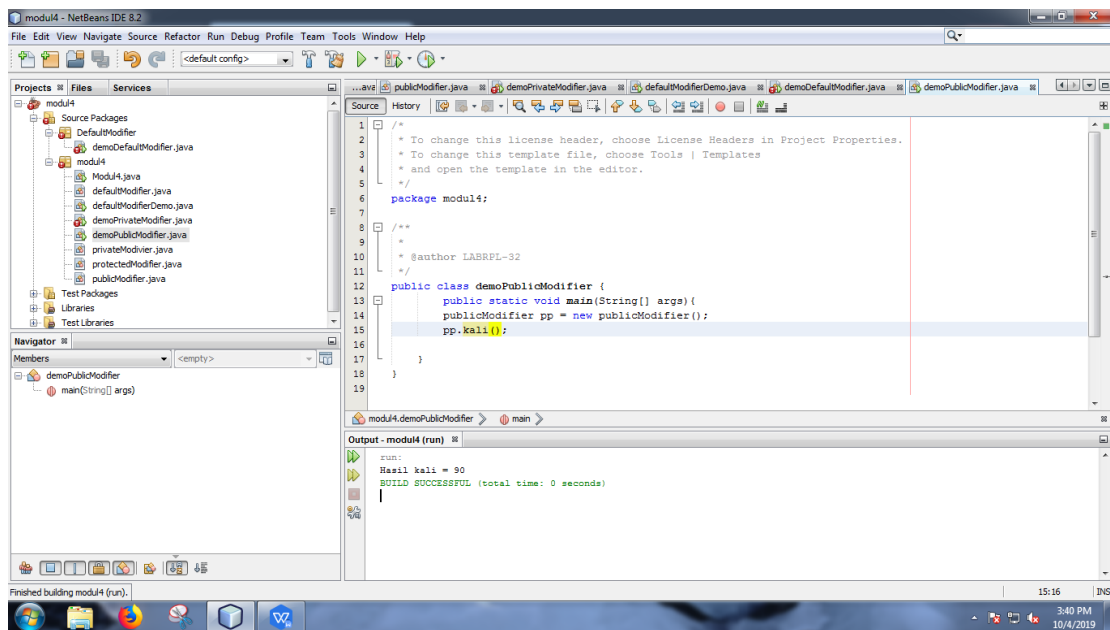 modul4 - NetBeans IDE 8.2
File Edit View Navigate Source Refactor Run Debug Profile Team Tools Window Help
<default config>
Projects Files Services
modul4
Source Packages
DefaultModifier
demoDefaultModifier.java
modul4
Modul4.java
defaultModifier.java
defaultModifierDemo.java
demoPrivateModifier.java
demoPublicModifier.java
privateModivier.java
protectedModifier.java
publicModifier.java
Test Packages
Libraries
Test Libraries
Navigator
Members <empty>
demoPublicModifier
main(String[] args)
...ava publicModifier.java demoPrivateModifier.java defaultModifierDemo.java demoDefaultModifier.java demoPublicModifier.java
Source History
1 /*
2 * To change this license header, choose License Headers in Project Properties.
3 * To change this template file, choose Tools | Templates
4 * and open the template in the editor.
5 */
6 package modul4;
7
8 /**
9 *
10 * @author LABRPL-32
11 */
12 public class demoPublicModifier {
13 public static void main(String[] args){
14 publicModifier pp = new publicModifier();
15 pp.kali();
16
17 }
18 }
19
modul4.demoPublicModifier main
Output - modul4 (run)
run:
Hasil kali = 90
BUILD SUCCESSFUL (total time: 0 seconds)
Finished building modul4 (run).
15:16 INS
3:40 PM
10/4/2019